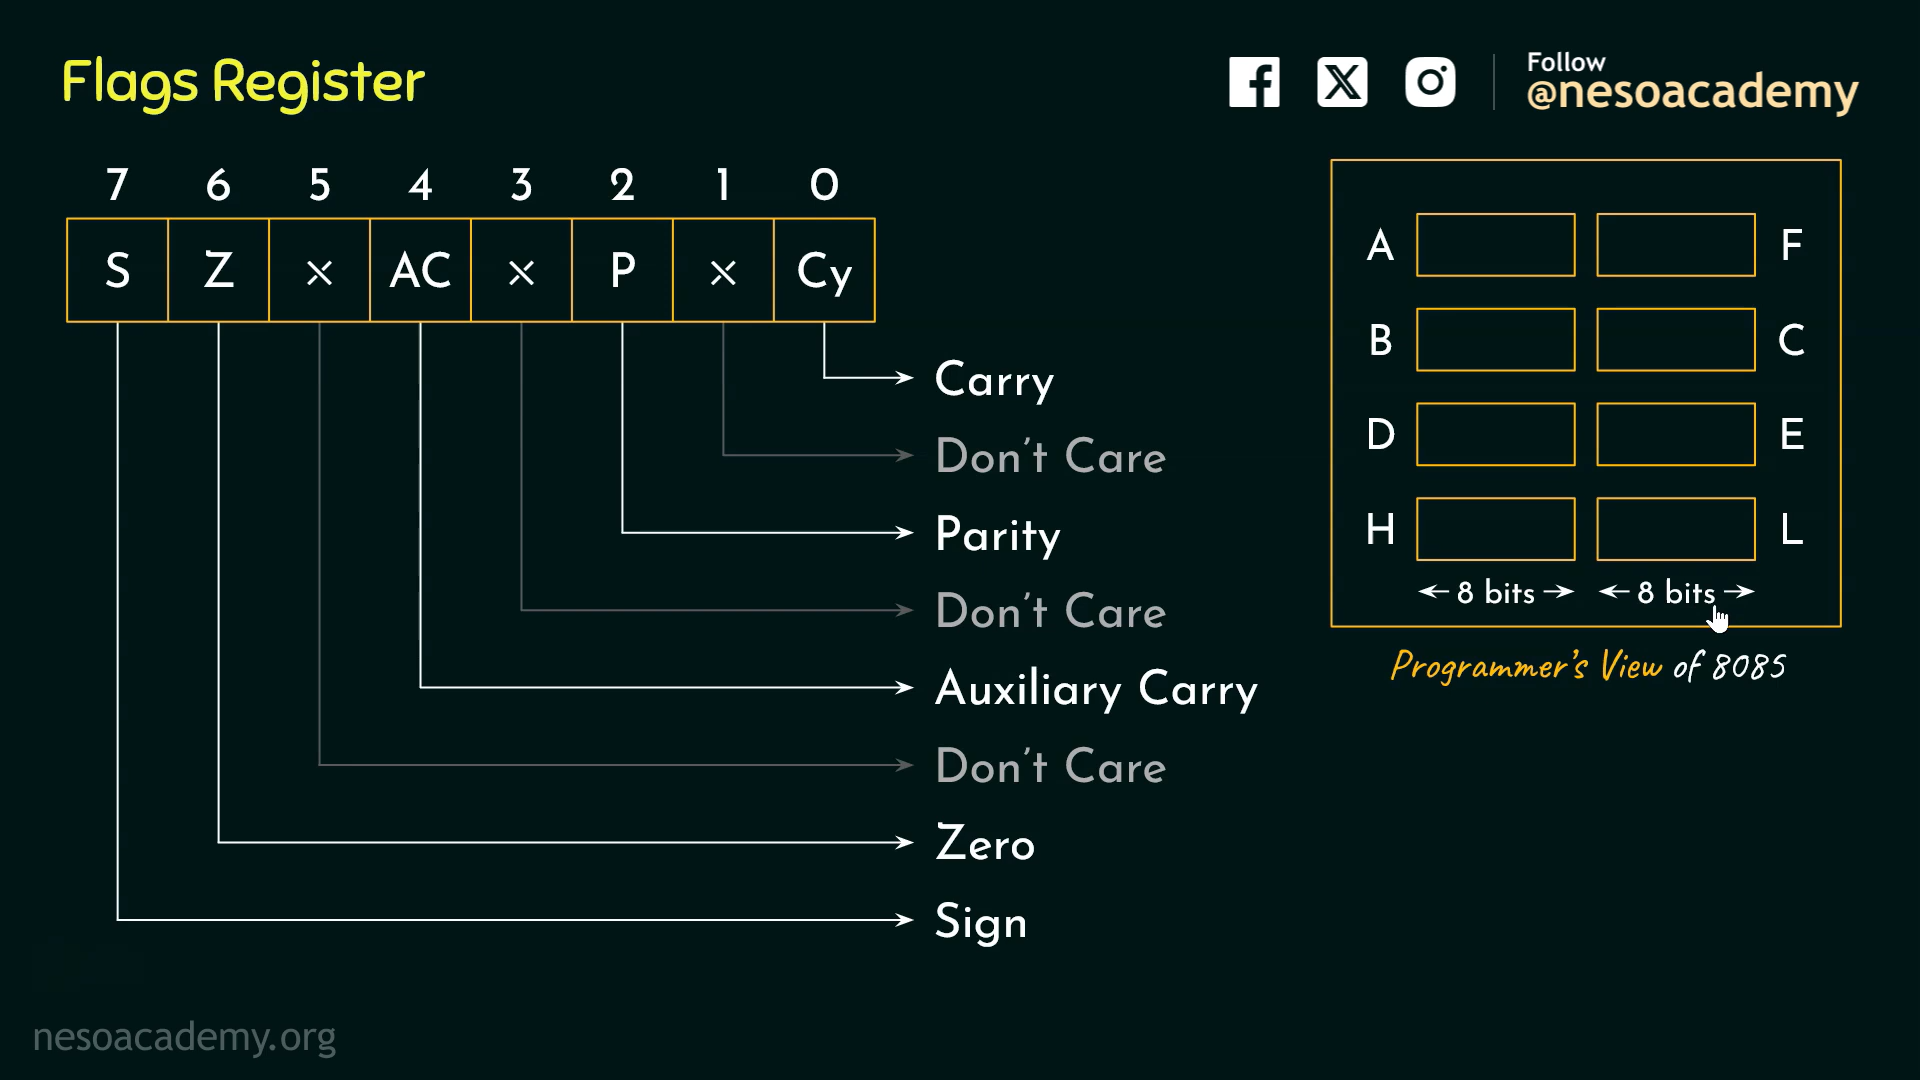 Flags Register
Follow
@nesoacademy
7 6 5 4 3 2 1 0
S Z × AC × P × Cy
Carry
Don't Care
Parity
Don't Care
Auxiliary Carry
Don't Care
Zero
Sign
A F
B C
D E
H L
8 bits 8 bits
Programmer's View of 8085
nesoacademy.org